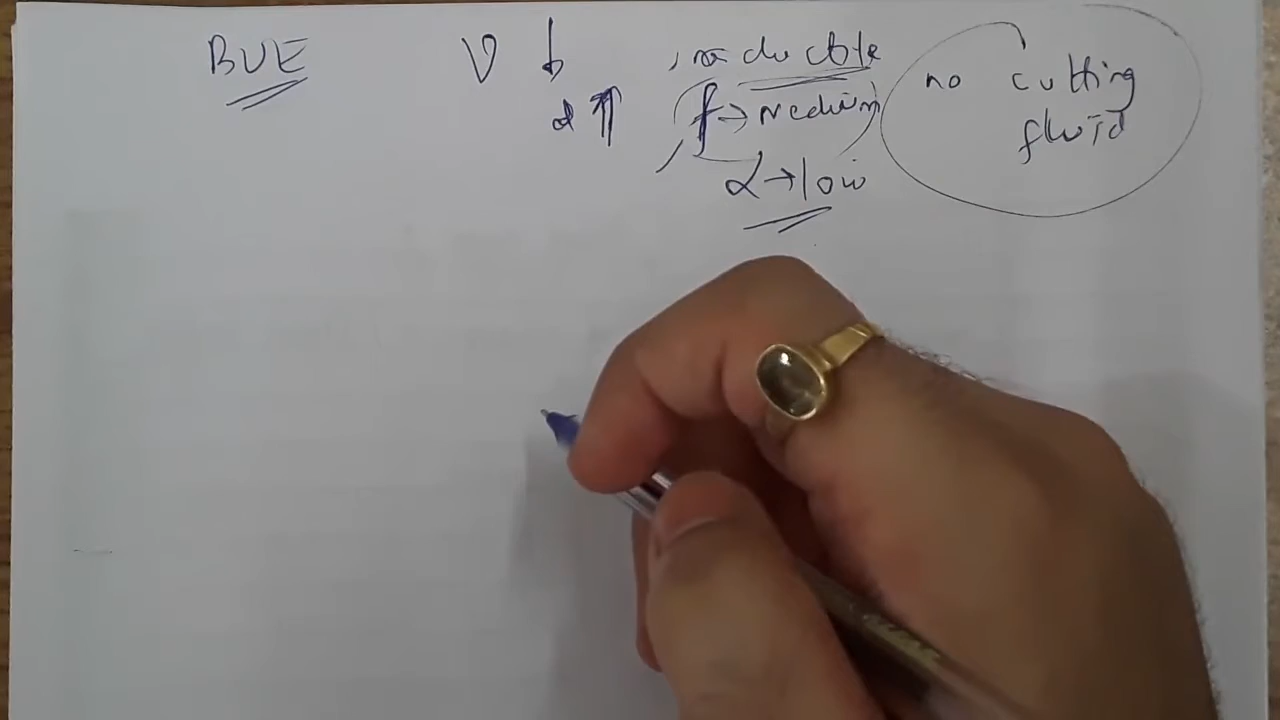 BUE V ↓ , ductile no cutting
d ⇑ f → medium fluid
α → low